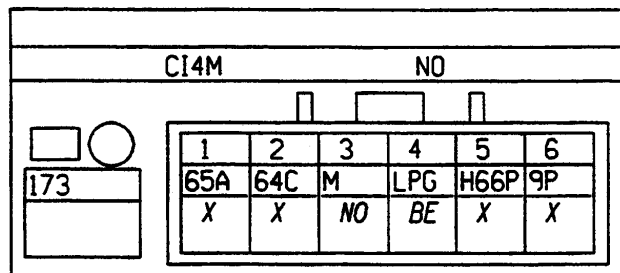 CI4M NO
1 2 3 4 5 6
173 65A 64C M LPG H66P 9P
X X NO BE X X